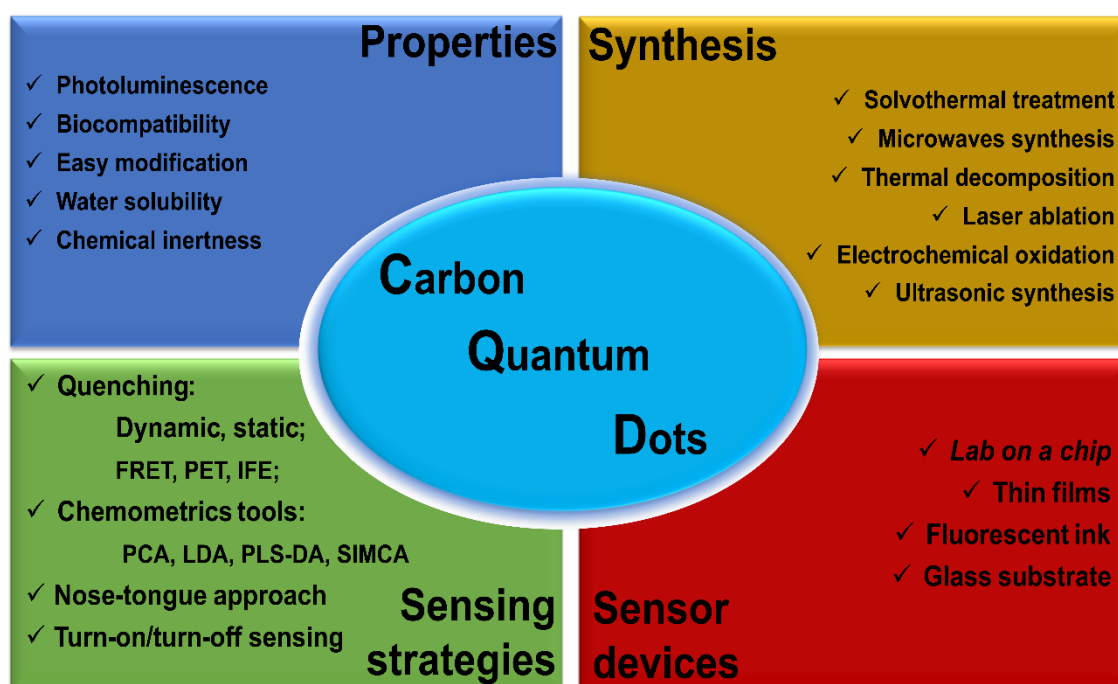 Properties
✓ Photoluminescence
✓ Biocompatibility
✓ Easy modification
✓ Water solubility
✓ Chemical inertness
Synthesis
✓ Solvothermal treatment
✓ Microwaves synthesis
✓ Thermal decomposition
✓ Laser ablation
✓ Electrochemical oxidation
✓ Ultrasonic synthesis
Carbon
Quantum
Dots
✓ Quenching:
Dynamic, static;
FRET, PET, IFE;
✓ Chemometrics tools:
PCA, LDA, PLS-DA, SIMCA
✓ Nose-tongue approach
✓ Turn-on/turn-off sensing
Sensing
strategies
✓ Lab on a chip
✓ Thin films
✓ Fluorescent ink
✓ Glass substrate
Sensor
devices